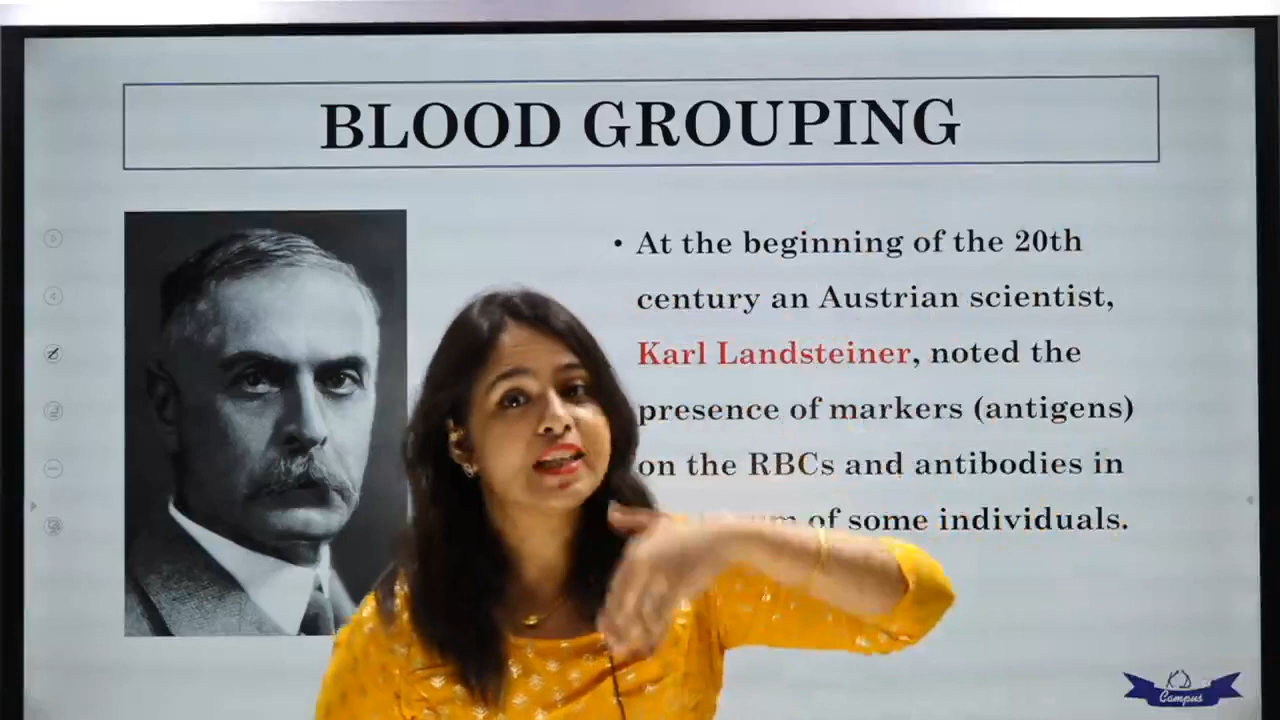 BLOOD GROUPING
• At the beginning of the 20th
century an Austrian scientist,
Karl Landsteiner, noted the
presence of markers (antigens)
on the RBCs and antibodies in
of some individuals.
KD
Campus